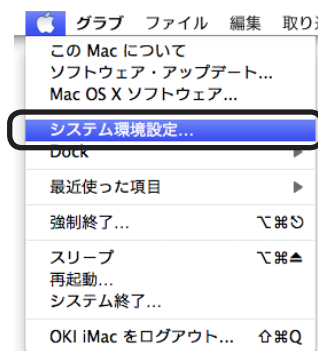 グラブ ファイル 編集 取り
この Mac について
ソフトウェア・アップデート...
Mac OS X ソフトウェア...
システム環境設定...
Dock
最近使った項目
強制終了... ⌥⌘⎋
スリープ ⌥⌘⏏
再起動...
システム終了...
OKI iMac をログアウト... ⇧⌘Q